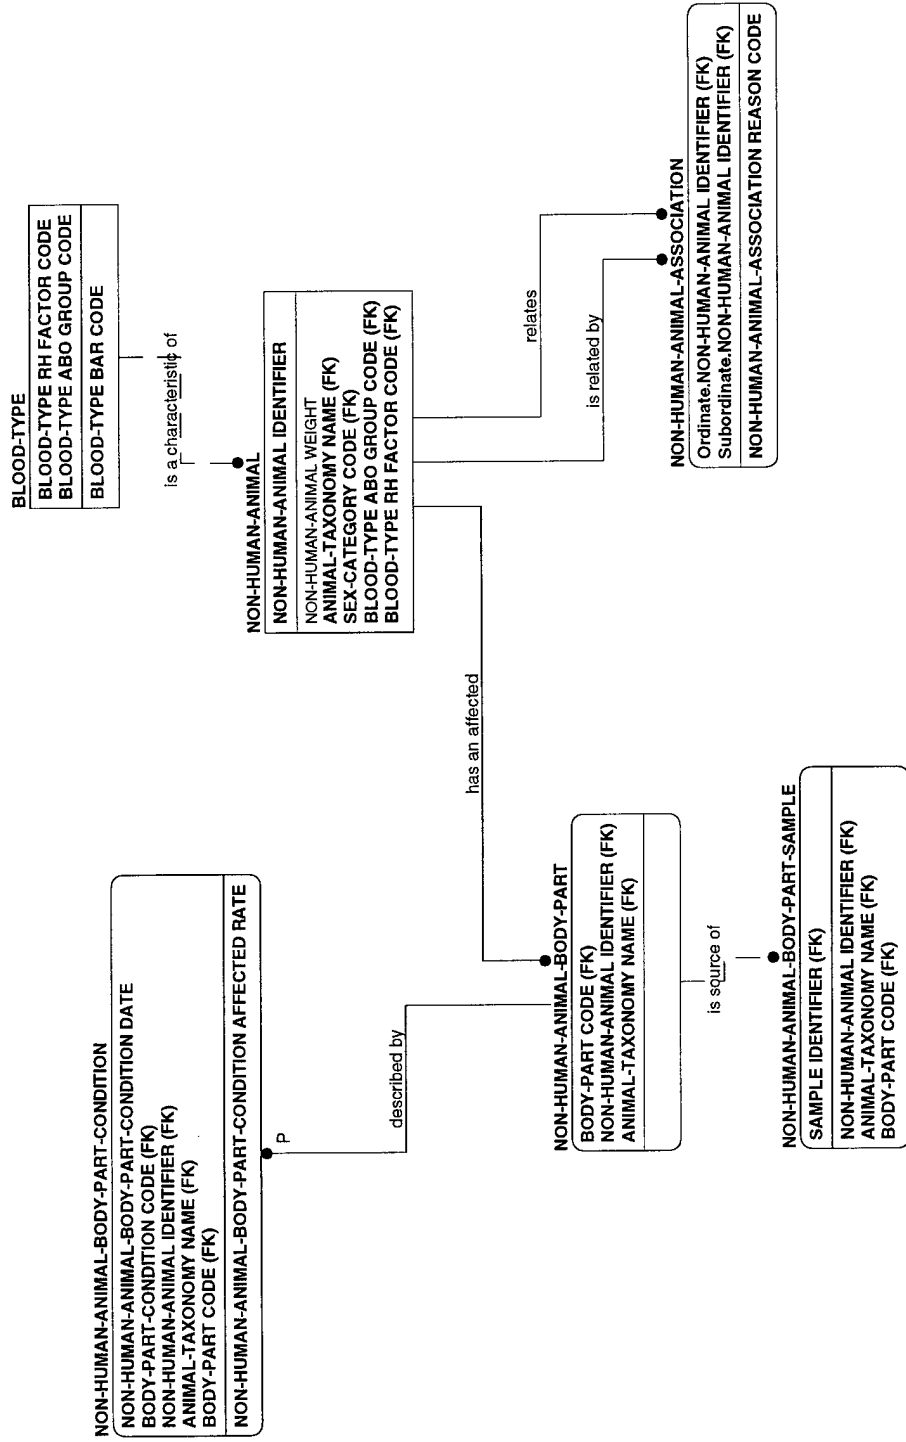 BLOOD-TYPE
BLOOD-TYPE RH FACTOR CODE
BLOOD-TYPE ABO GROUP CODE
BLOOD-TYPE BAR CODE
is a characteristic of
NON-HUMAN-ANIMAL
NON-HUMAN-ANIMAL IDENTIFIER
NON-HUMAN-ANIMAL WEIGHT
ANIMAL-TAXONOMY NAME (FK)
SEX-CATEGORY CODE (FK)
BLOOD-TYPE ABO GROUP CODE (FK)
BLOOD-TYPE RH FACTOR CODE (FK)
relates
is related by
NON-HUMAN-ANIMAL-ASSOCIATION
Ordinate.NON-HUMAN-ANIMAL IDENTIFIER (FK)
Subordinate.NON-HUMAN-ANIMAL IDENTIFIER (FK)
NON-HUMAN-ANIMAL-ASSOCIATION REASON CODE
has an affected
NON-HUMAN-ANIMAL-BODY-PART-CONDITION
NON-HUMAN-ANIMAL-BODY-PART-CONDITION DATE
BODY-PART-CONDITION CODE (FK)
NON-HUMAN-ANIMAL IDENTIFIER (FK)
ANIMAL-TAXONOMY NAME (FK)
BODY-PART CODE (FK)
NON-HUMAN-ANIMAL-BODY-PART-CONDITION AFFECTED RATE
P
described by
NON-HUMAN-ANIMAL-BODY-PART
BODY-PART CODE (FK)
NON-HUMAN-ANIMAL IDENTIFIER (FK)
ANIMAL-TAXONOMY NAME (FK)
is source of
NON-HUMAN-ANIMAL-BODY-PART-SAMPLE
SAMPLE IDENTIFIER (FK)
NON-HUMAN-ANIMAL IDENTIFIER (FK)
ANIMAL-TAXONOMY NAME (FK)
BODY-PART CODE (FK)